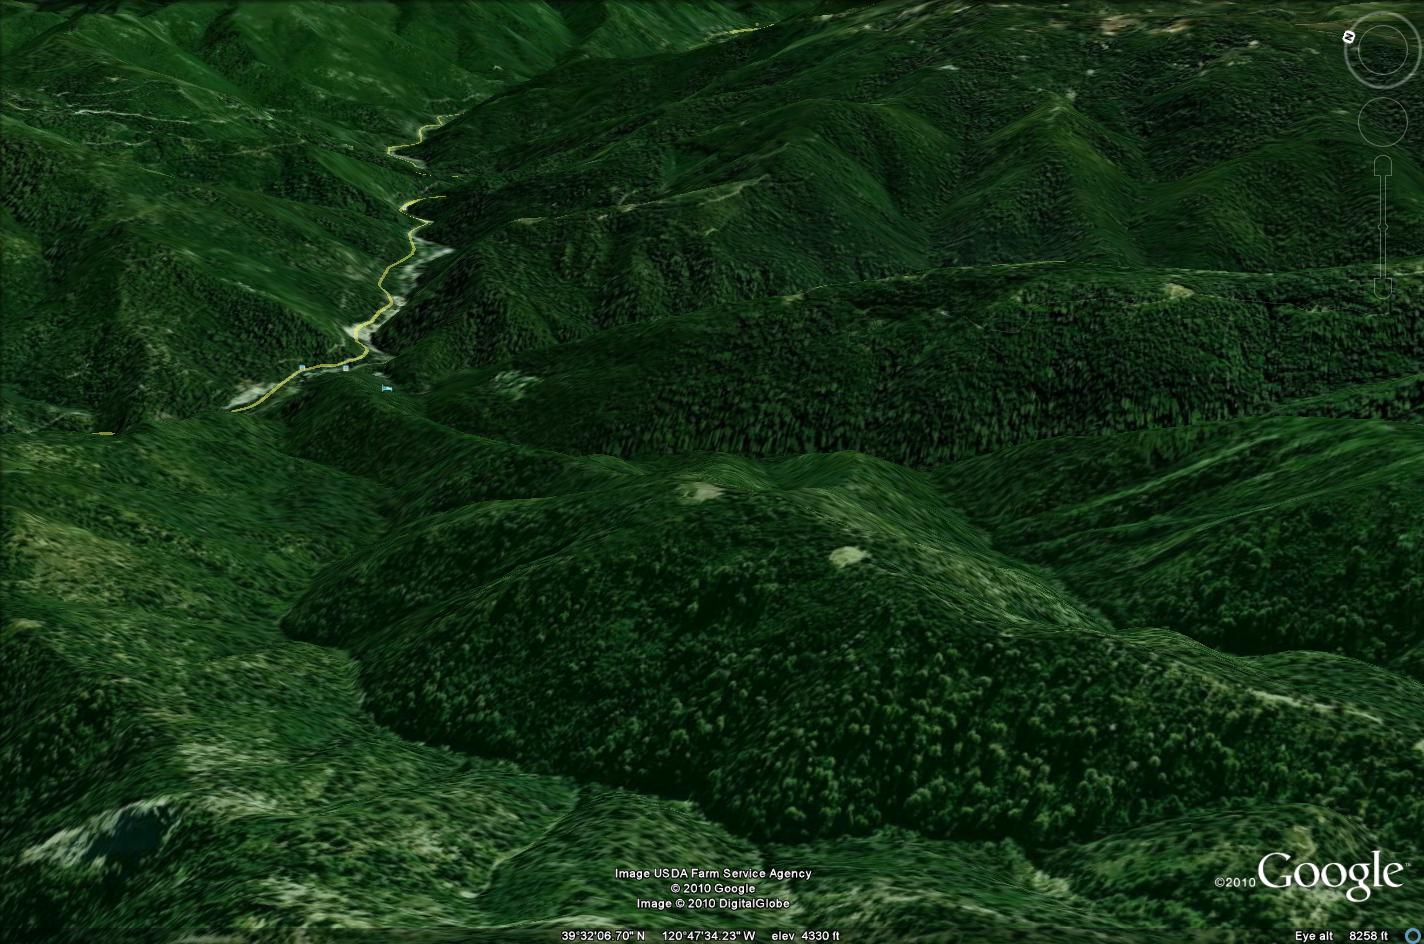 N
Image USDA Farm Service Agency
© 2010 Google
Image © 2010 DigitalGlobe
©2010 Google™
39°32'06.70" N 120°47'34.23" W elev 4330 ft Eye alt 8258 ft